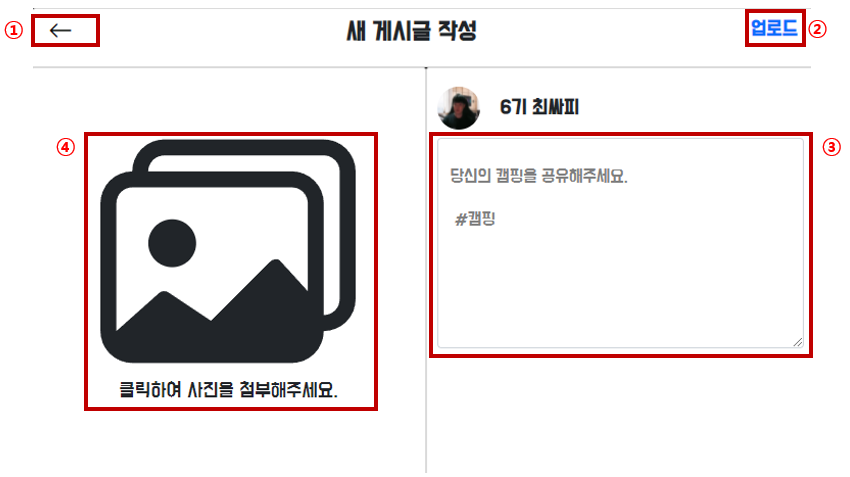 ① ← 새 게시글 작성 업로드 ②
6기 최싸피
④ ③
당신의 캠핑을 공유해주세요.
#캠핑
클릭하여 사진을 첨부해주세요.